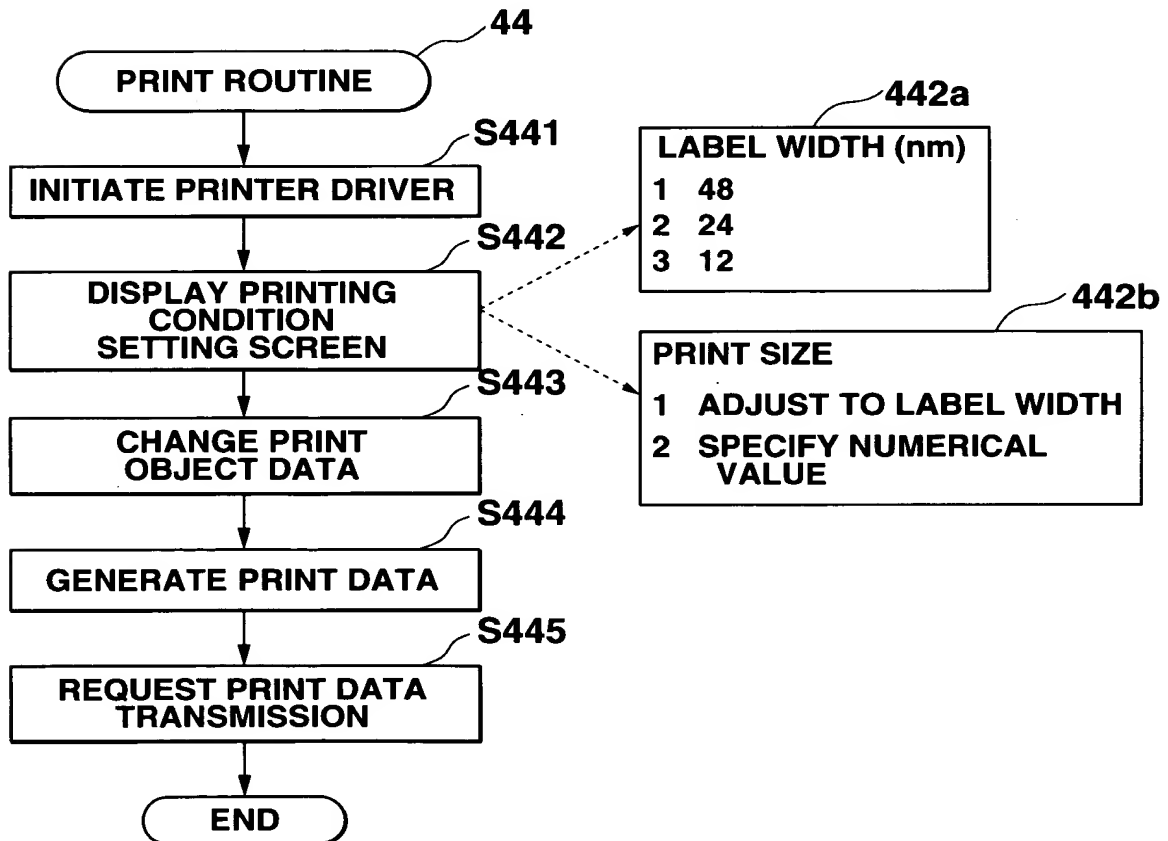 44
PRINT ROUTINE
S441
INITIATE PRINTER DRIVER
S442
DISPLAY PRINTING
CONDITION
SETTING SCREEN
442a
LABEL WIDTH (nm)
1 48
2 24
3 12
442b
PRINT SIZE
1 ADJUST TO LABEL WIDTH
2 SPECIFY NUMERICAL
VALUE
S443
CHANGE PRINT
OBJECT DATA
S444
GENERATE PRINT DATA
S445
REQUEST PRINT DATA
TRANSMISSION
END